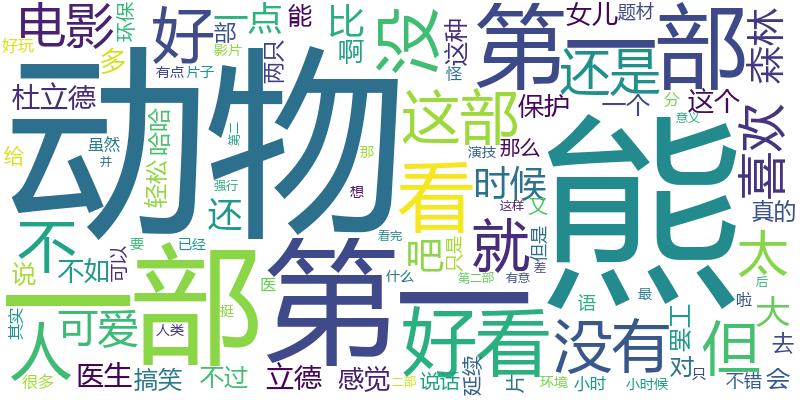 电影
环保
好玩
好
部
影片
有点
片子
一点
能
两只
多
比
啊
没
这种
怪
第一部
女儿
题材
森林
还是
杜立德
动物
虽然
并
给
轻松
哈哈
第二
强行
还
那
想
这部
看
演技
时候
保护
那么
一个
分
意义
这个
又
这样
喜欢
真的
熊
不
说
不如
可以
要
已经
部
挺
医
第一
看完
什么
吧
只是
第二部
就
有意
但是
差
语
最
太
啦
后
大
一
人
可爱
其实
很多
医生
人类
搞笑
不过
立德
感觉
好看
二部
说话
延续
片
没有
环境
小时
小时候
罢工
对
只
但
不错
去
会